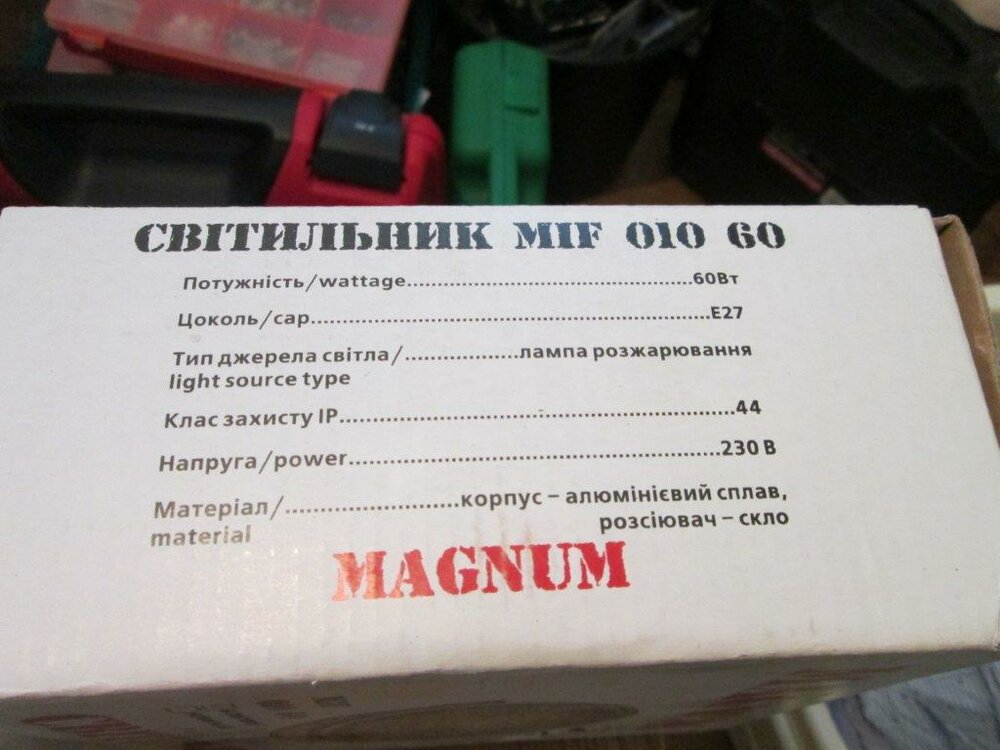 СВІТИЛЬНИК MIF 010 60
Потужність/wattage..........................................60Вт
Цоколь/cap..........................................................E27
Тип джерела світла/.................лампа розжарювання
light source type
Клас захисту IP..........................................................44
Напруга/power......................................................230 В
Матеріал/..........................корпус – алюмінієвий сплав,
material розсіювач – скло
MAGNUM